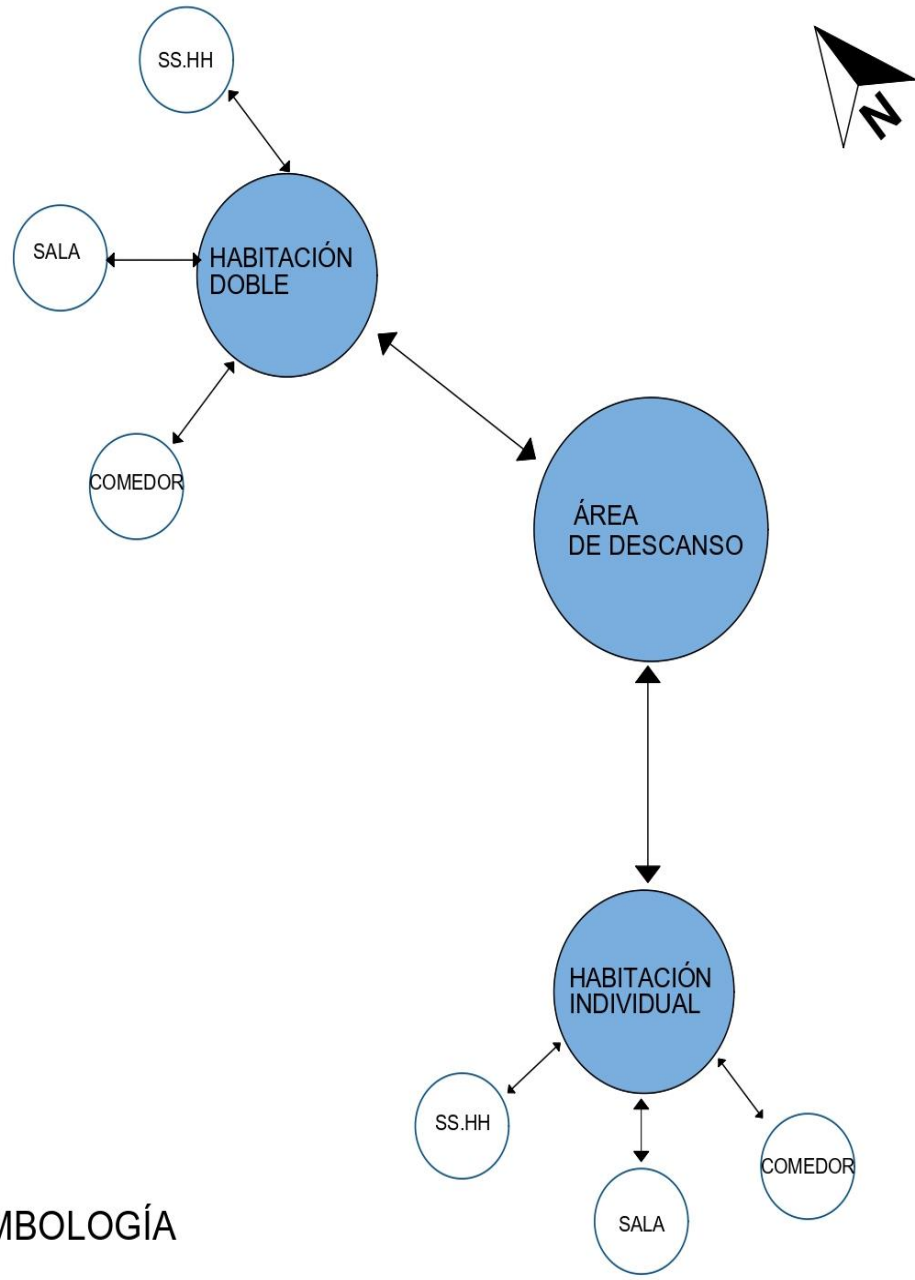 SS.HH
N
SALA
HABITACIÓN
DOBLE
COMEDOR
ÁREA
DE DESCANSO
HABITACIÓN
INDIVIDUAL
SS.HH
COMEDOR
SALA
MBOLOGÍA